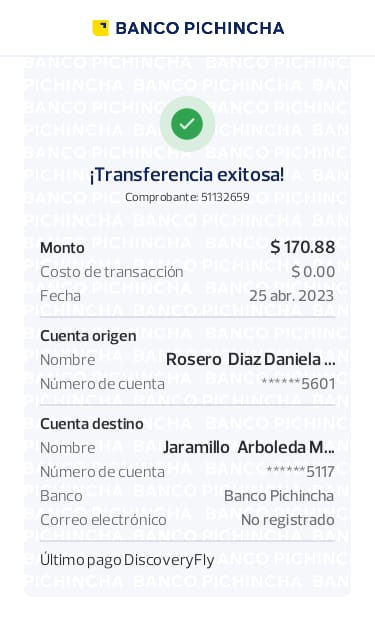 BANCO PICHINCHA
¡Transferencia exitosa!
Comprobante: 51132659
Monto $ 170.88
Costo de transacción $ 0.00
Fecha 25 abr. 2023
Cuenta origen
Nombre Rosero Diaz Daniela ...
Número de cuenta ******5601
Cuenta destino
Nombre Jaramillo Arboleda M...
Número de cuenta ******5117
Banco Banco Pichincha
Correo electrónico No registrado
Último pago DiscoveryFly